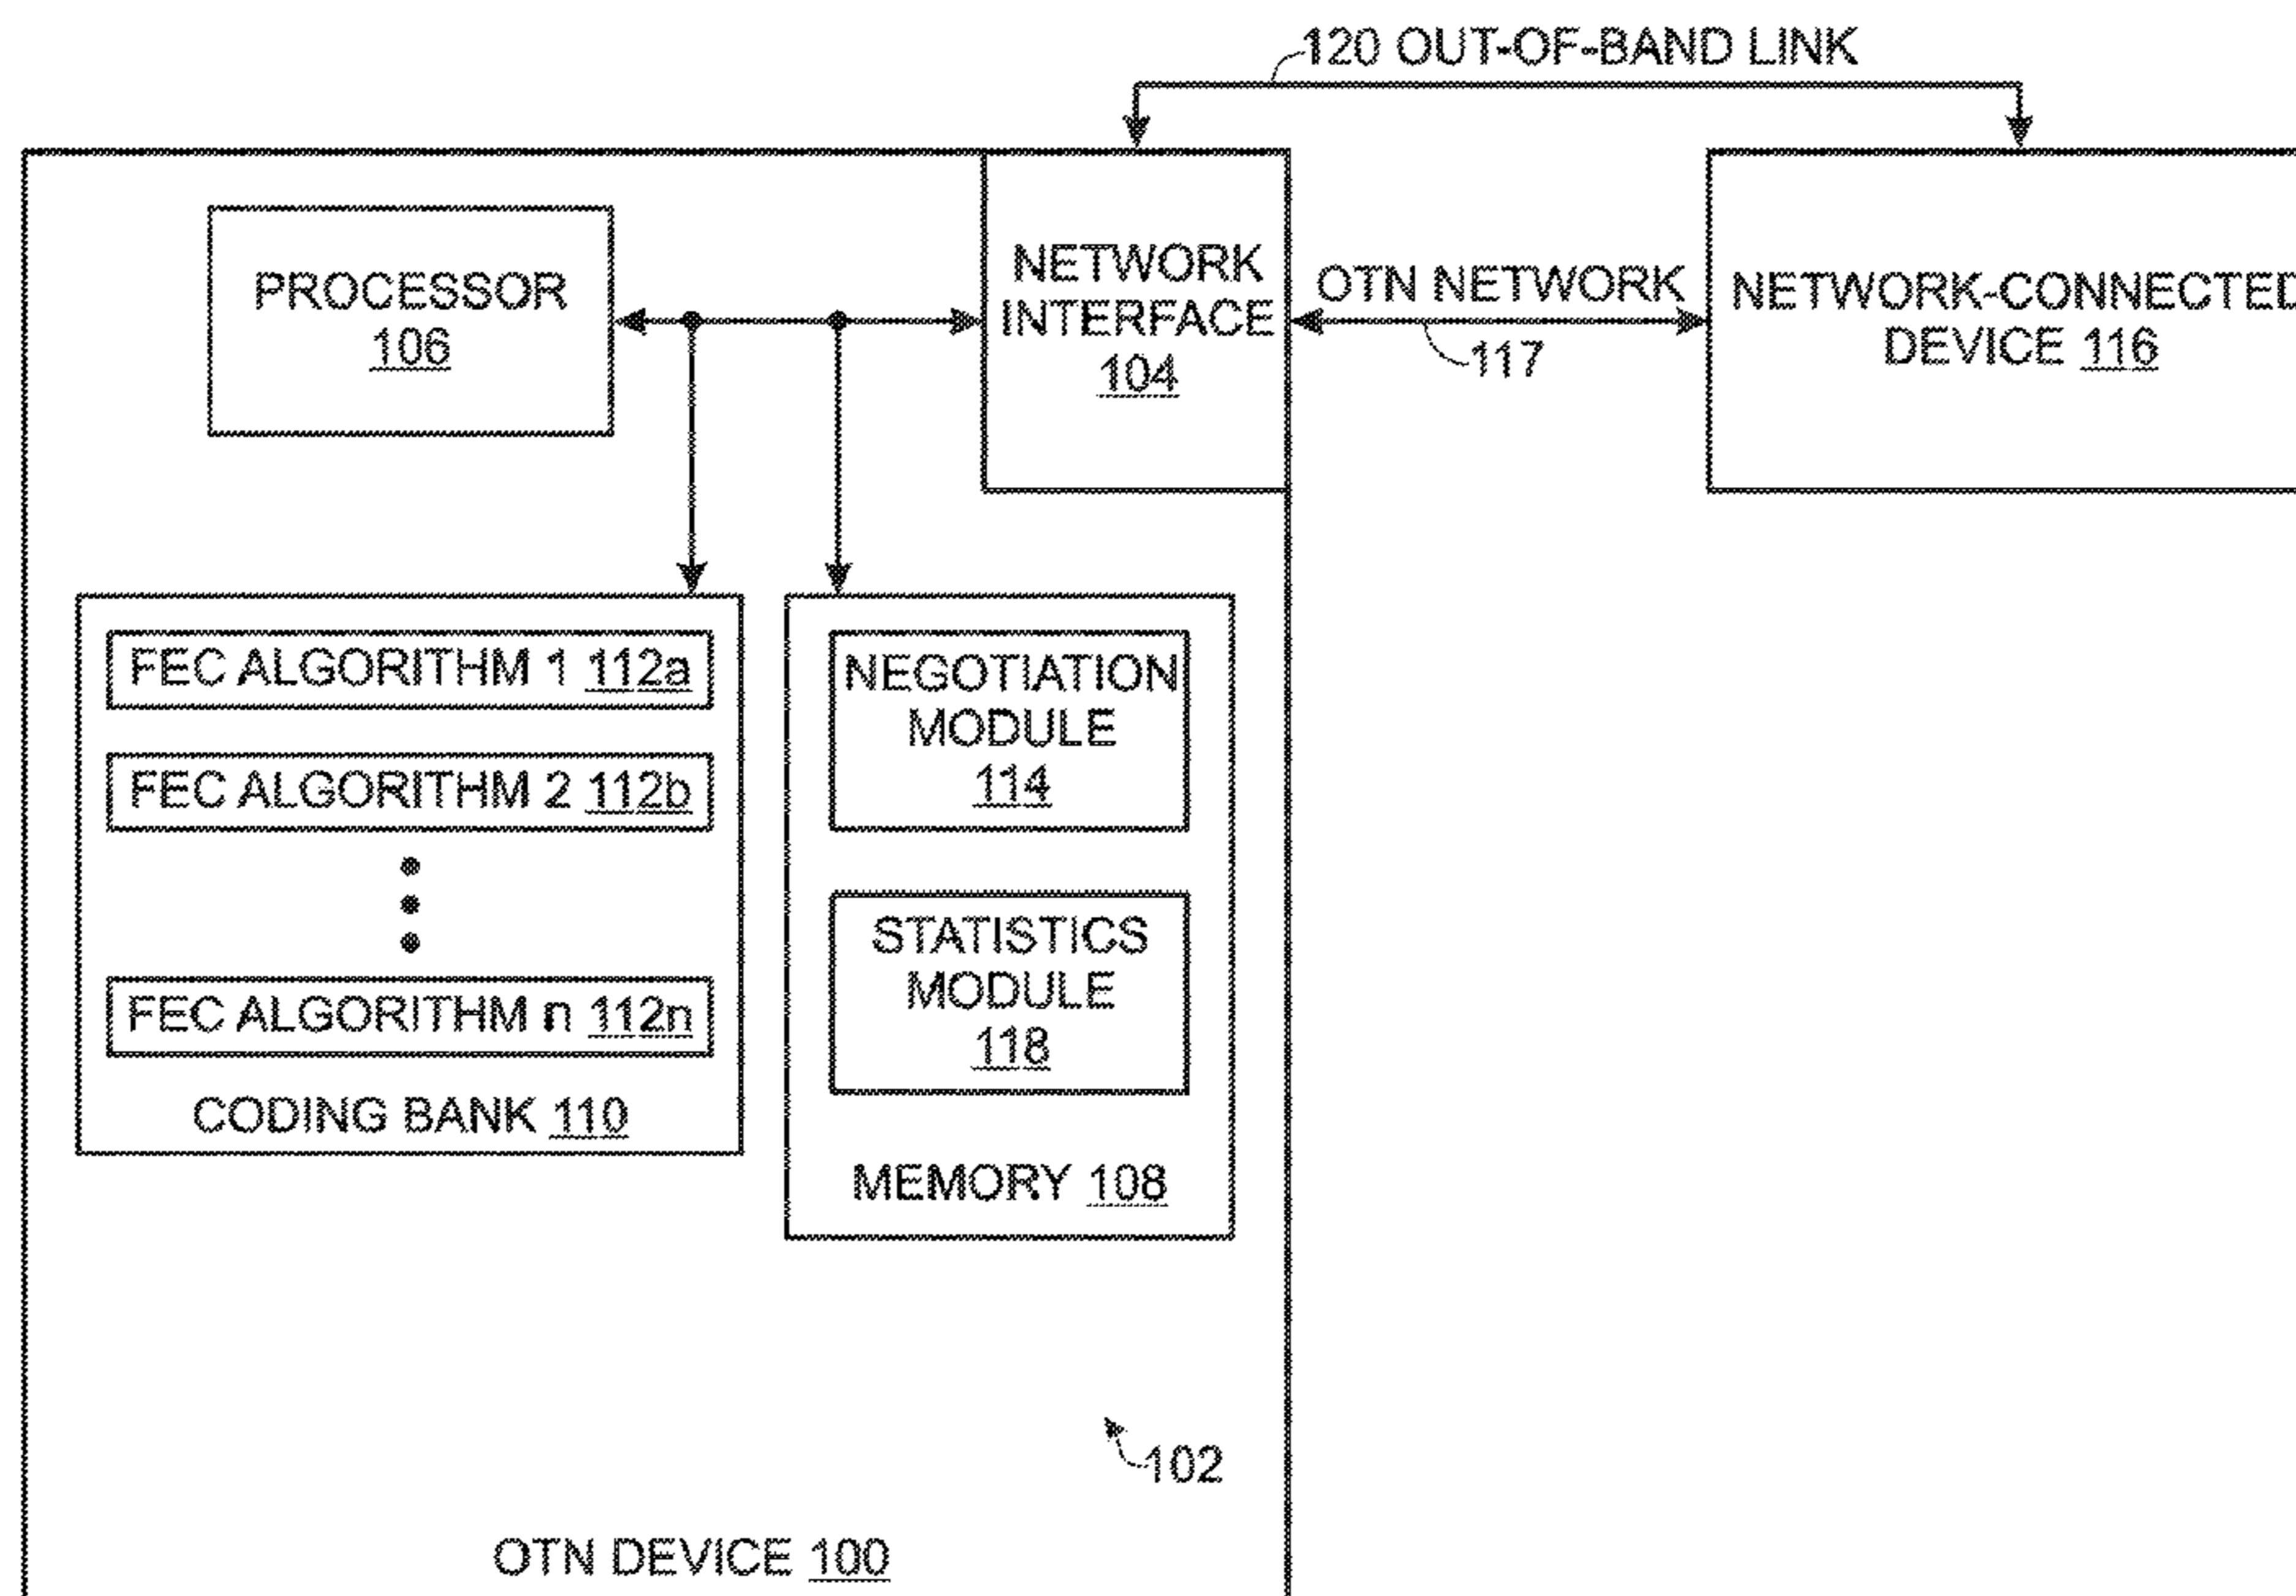 120 OUT-OF-BAND LINK
PROCESSOR
106
NETWORK
INTERFACE
104
OTN NETWORK
117
NETWORK-CONNECTED
DEVICE 116
FEC ALGORITHM 1 112a
FEC ALGORITHM 2 112b
FEC ALGORITHM n 112n
CODING BANK 110
NEGOTIATION
MODULE
114
STATISTICS
MODULE
118
MEMORY 108
102
OTN DEVICE 100